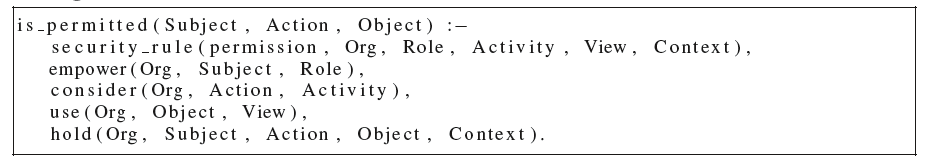 is_permitted(Subject, Action, Object) :–
security_rule(permission, Org, Role, Activity, View, Context),
empower(Org, Subject, Role),
consider(Org, Action, Activity),
use(Org, Object, View),
hold(Org, Subject, Action, Object, Context).